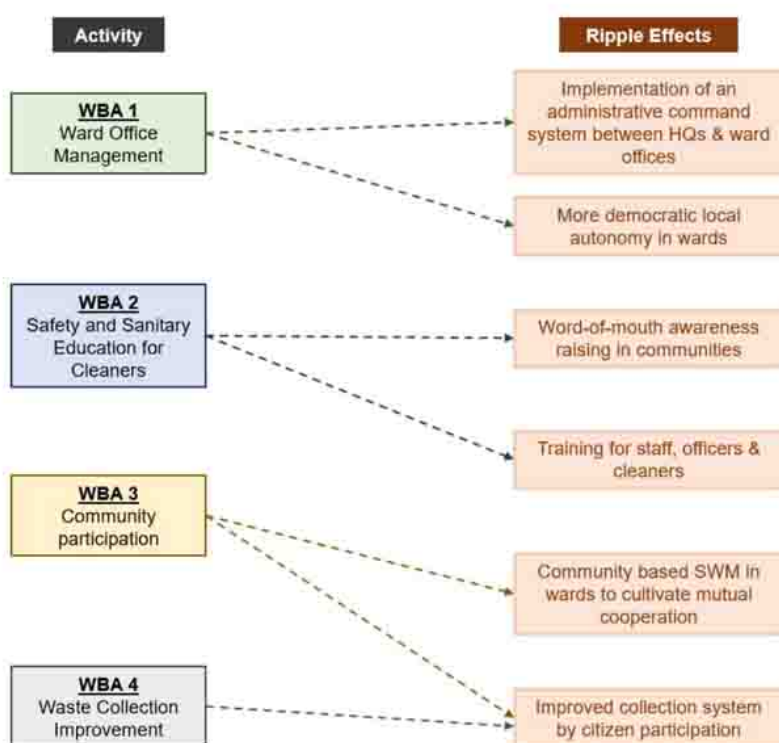 Activity
Ripple Effects
WBA 1
Ward Office
Management
Implementation of an
administrative command
system between HQs & ward
offices
More democratic local
autonomy in wards
WBA 2
Safety and Sanitary
Education for
Cleaners
Word-of-mouth awareness
raising in communities
Training for staff, officers &
cleaners
WBA 3
Community
participation
Community based SWM in
wards to cultivate mutual
cooperation
WBA 4
Waste Collection
Improvement
Improved collection system
by citizen participation